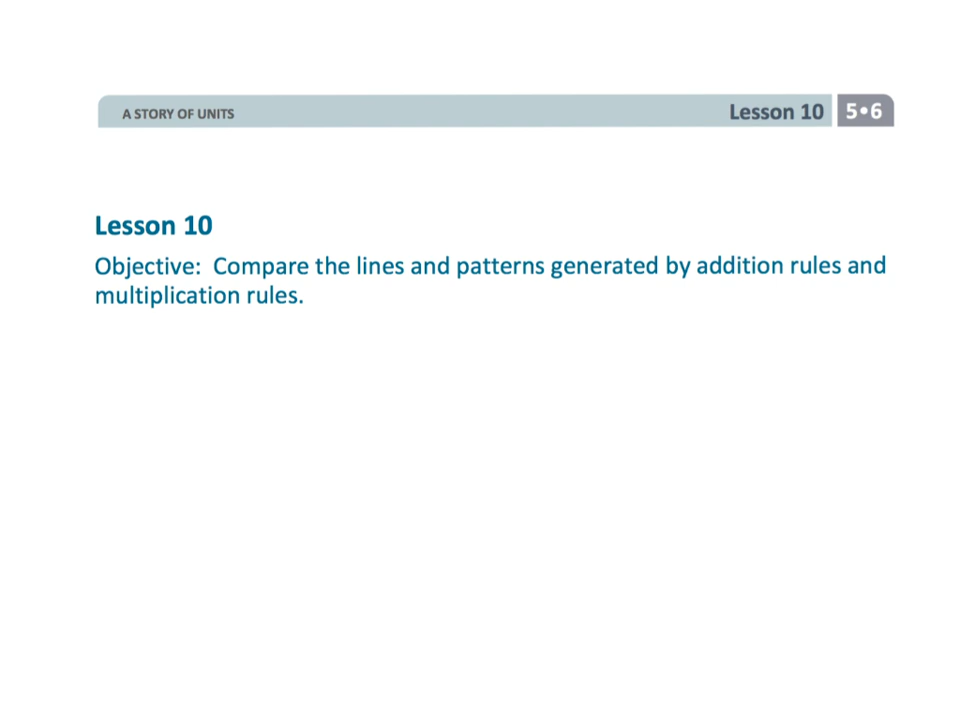 A STORY OF UNITS
Lesson 10 5•6
Lesson 10
Objective: Compare the lines and patterns generated by addition rules and
multiplication rules.